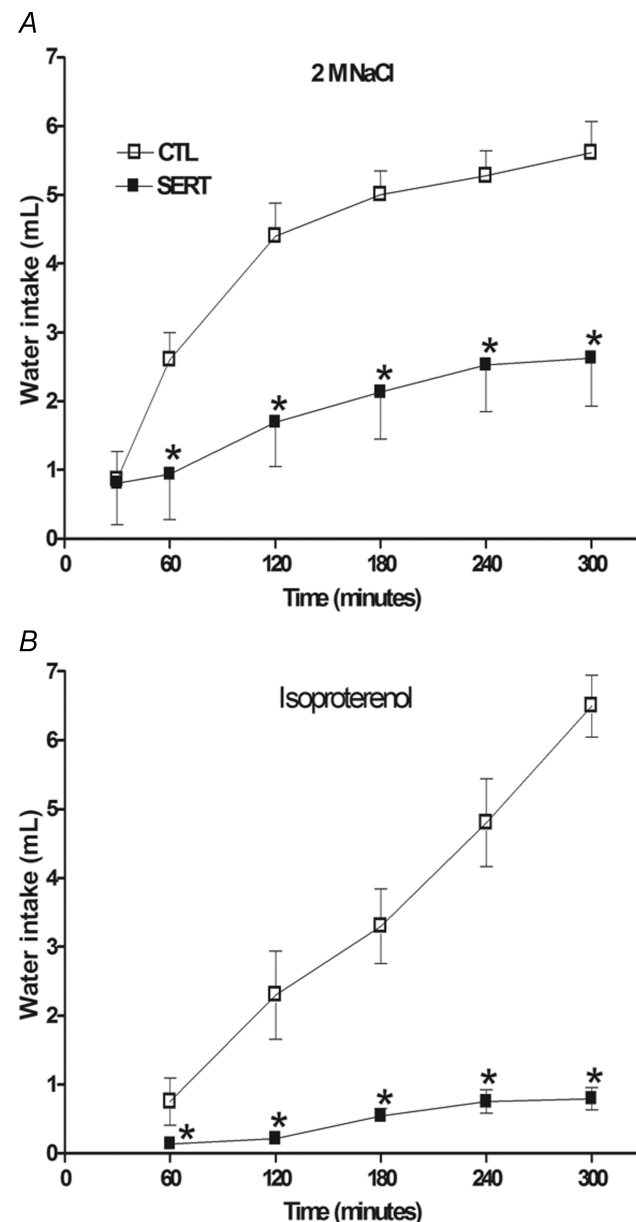 A
2 M NaCl
CTL
SERT
Water intake (mL)
7
6
5
4
3
2
1
0
* * * * *
0 60 120 180 240 300
Time (minutes)
B
Isoproterenol
Water intake (mL)
7
6
5
4
3
2
1
0
* * * * *
0 60 120 180 240 300
Time (minutes)